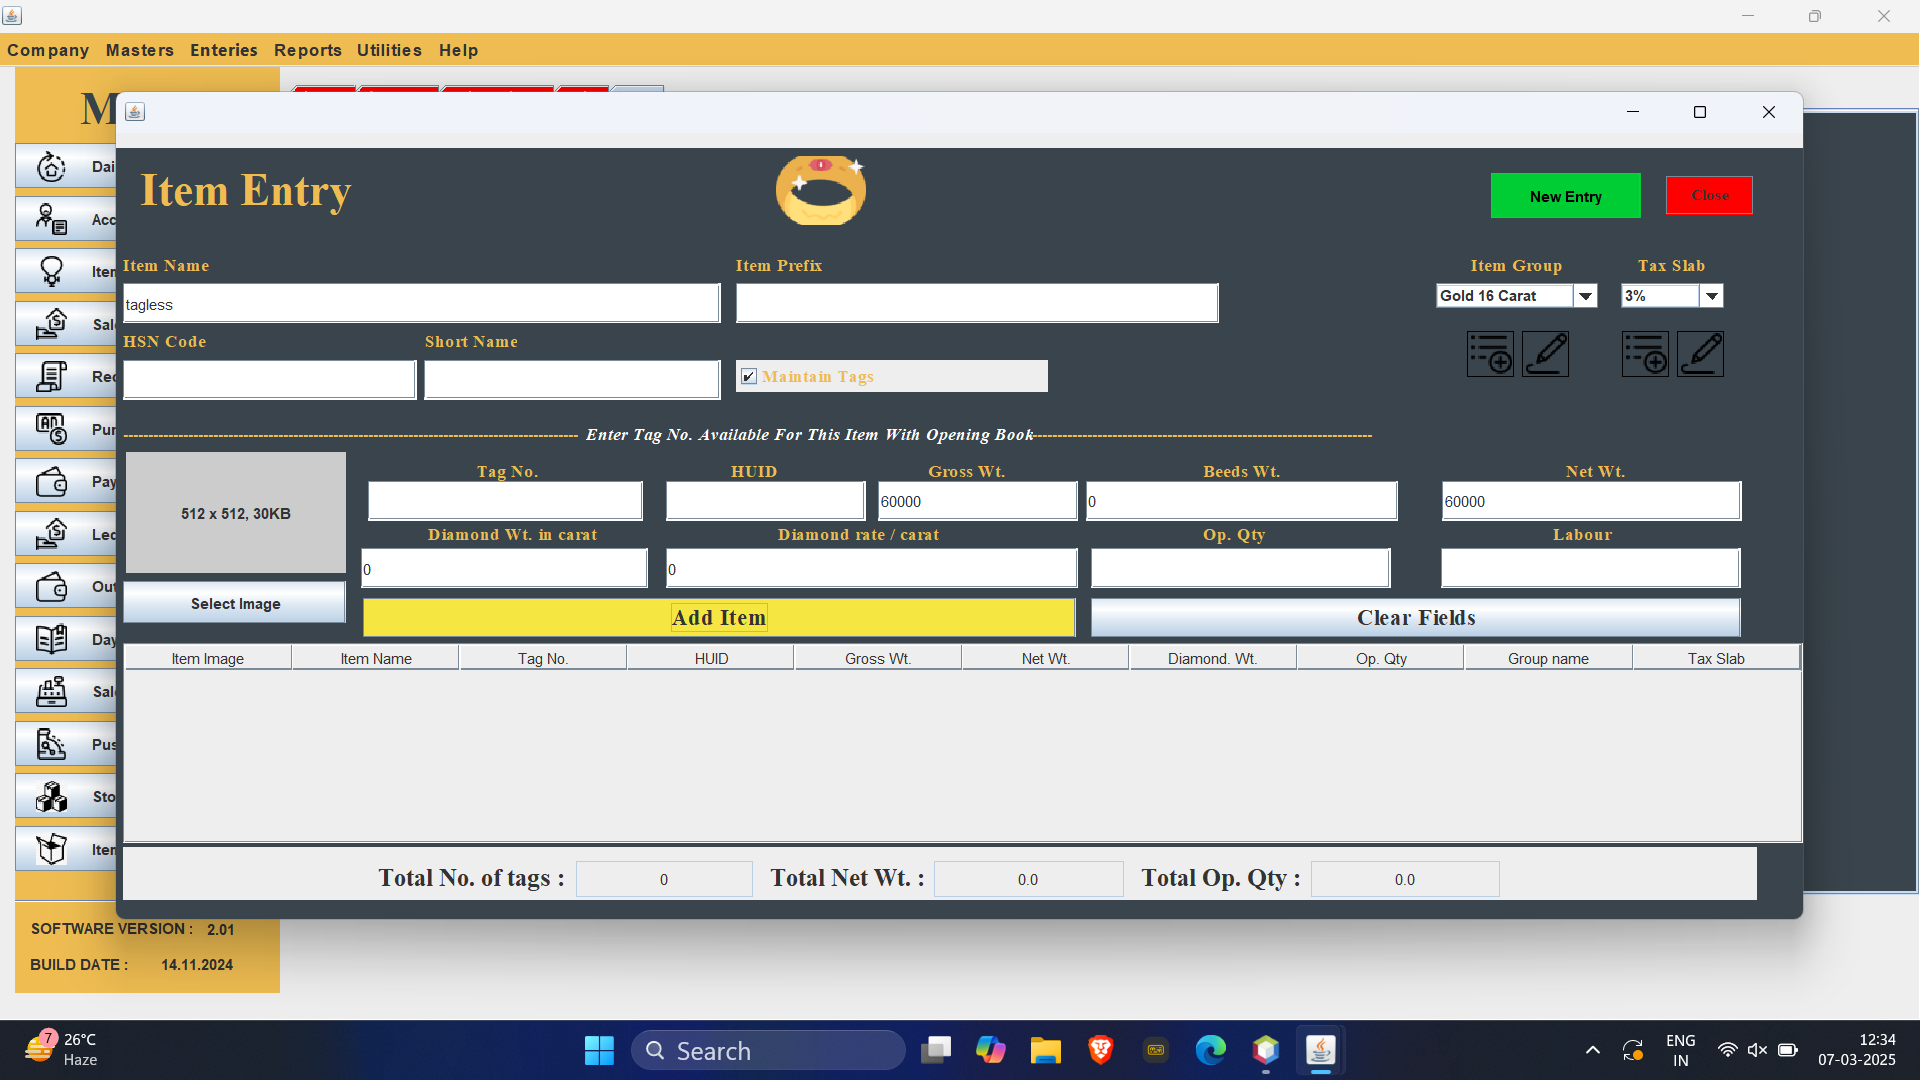 Company Masters Enteries Reports Utilities Help
M
Item Entry
New Entry
Close
Item Name
Item Prefix
Item Group
Tax Slab
tagless
Gold 16 Carat
3%
HSN Code
Short Name
Maintain Tags
Enter Tag No. Available For This Item With Opening Book
512 x 512, 30KB
Select Image
Tag No.
HUID
Gross Wt.
Beeds Wt.
Net Wt.
60000
0
60000
Diamond Wt. in carat
Diamond rate / carat
Op. Qty
Labour
0
0
Add Item
Clear Fields
Item Image Item Name Tag No. HUID Gross Wt. Net Wt. Diamond. Wt. Op. Qty Group name Tax Slab
Total No. of tags : 0 Total Net Wt. : 0.0 Total Op. Qty : 0.0
Dai
Acc
Iten
Sal
Rec
Pur
Pay
Led
Out
Day
Sal
Pus
Sto
Iten
SOFTWARE VERSION : 2.01
BUILD DATE : 14.11.2024
7
26°C
Haze
Search
ENG
IN
12:34
07-03-2025